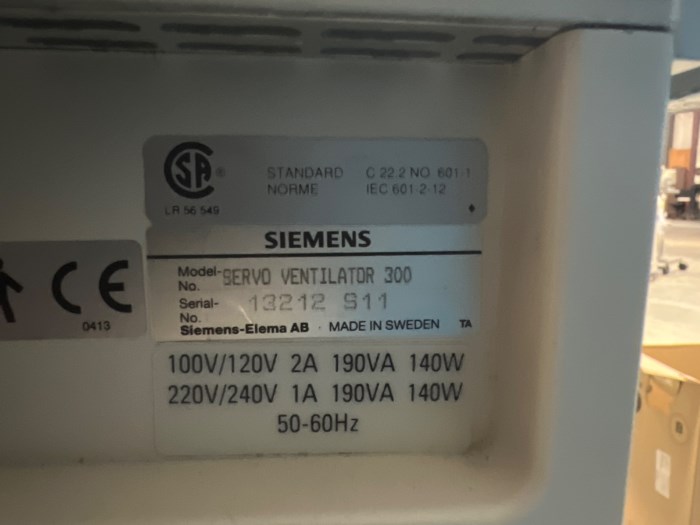 SA ®
STANDARD C 22.2 NO. 601-1
NORME IEC 601-2-12
LR 56 549
SIEMENS
Model-No. SERVO VENTILATOR 300
Serial-No. 13212 S11
Siemens-Elema AB · MADE IN SWEDEN TA
CE
0413
100V/120V 2A 190VA 140W
220V/240V 1A 190VA 140W
50-60Hz